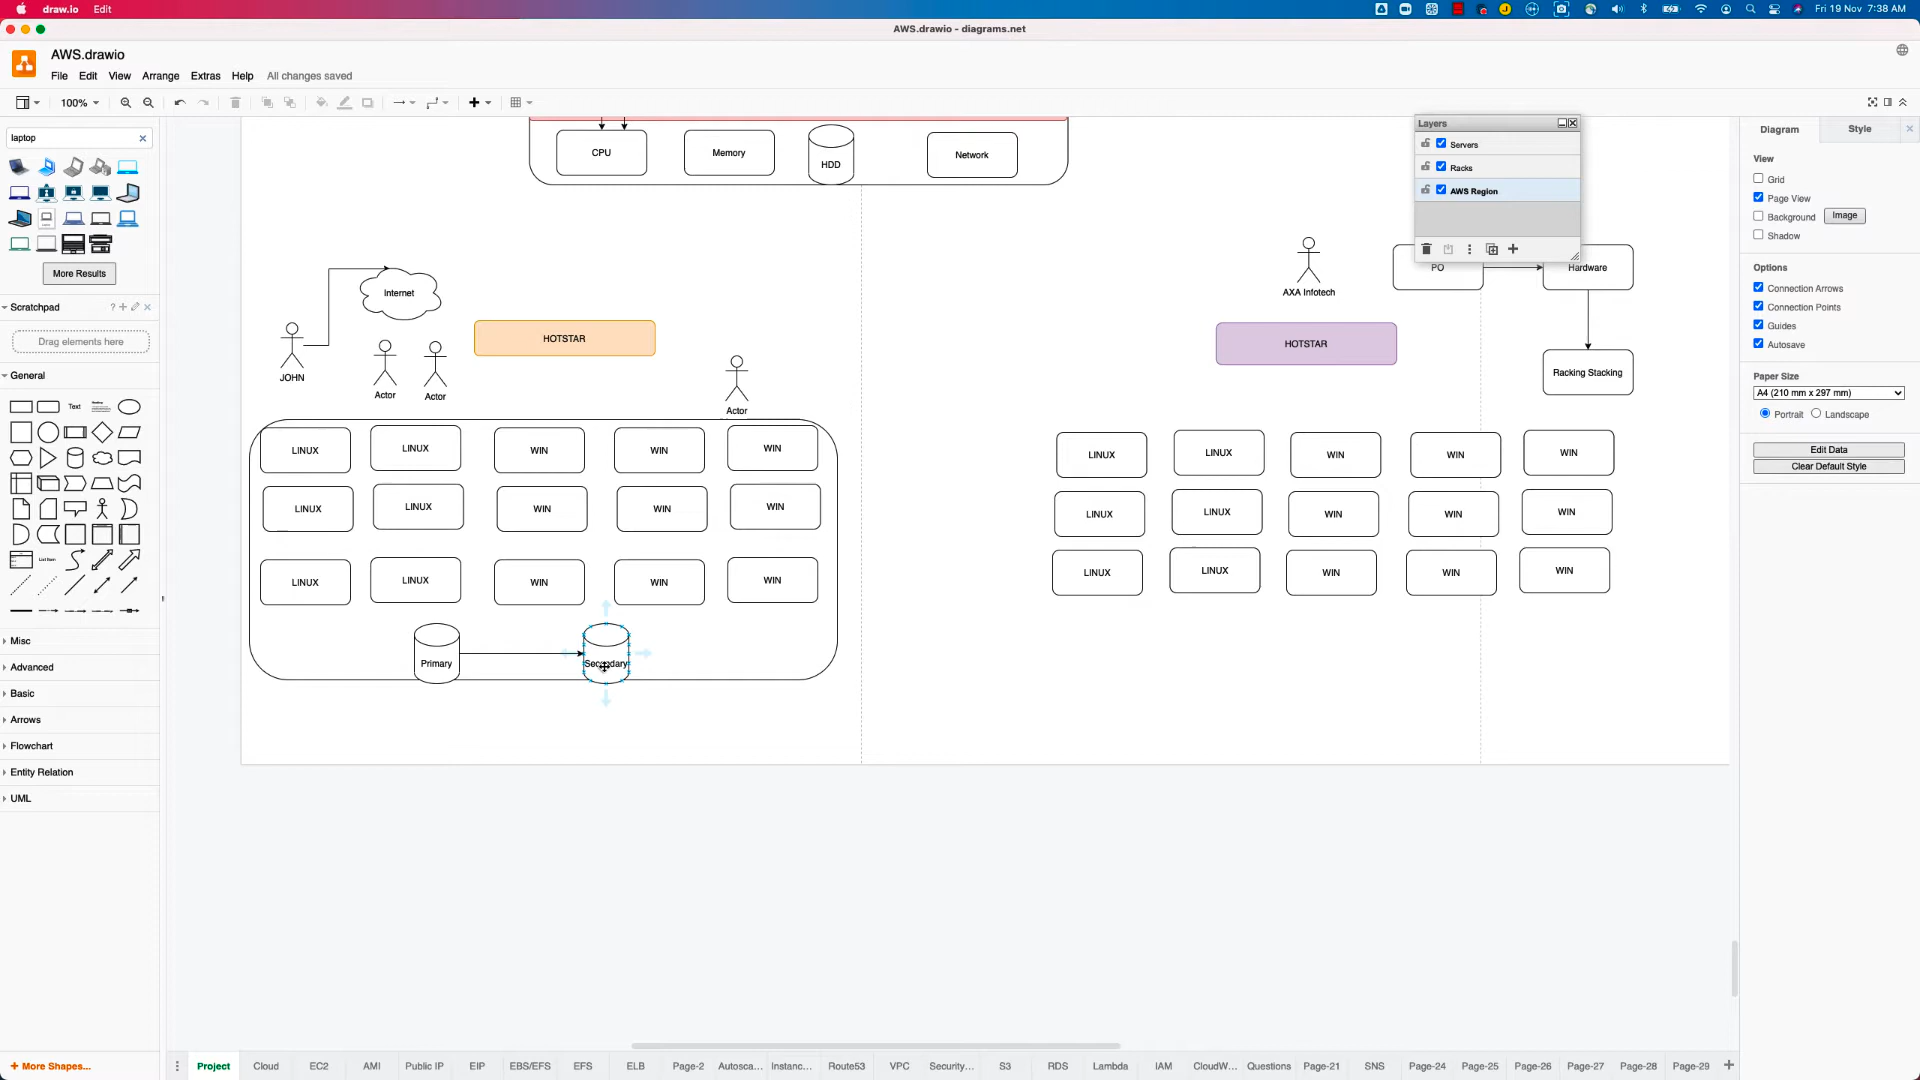 draw.io Edit
Fri 19 Nov 7:38 AM
AWS.drawio - diagrams.net
AWS.drawio
File Edit View Arrange Extras Help All changes saved
100%
laptop
More Results
Scratchpad
Drag elements here
General
Text
List Item
Misc
Advanced
Basic
Arrows
Flowchart
Entity Relation
UML
+ More Shapes...
CPU
Memory
HDD
Network
Internet
JOHN
Actor
Actor
HOTSTAR
Actor
LINUX LINUX WIN WIN WIN
LINUX LINUX WIN WIN WIN
LINUX LINUX WIN WIN WIN
Primary
Secondary
AXA Infotech
PO
Hardware
HOTSTAR
Racking Stacking
LINUX LINUX WIN WIN WIN
LINUX LINUX WIN WIN WIN
LINUX LINUX WIN WIN WIN
Layers
Servers
Racks
AWS Region
Diagram Style
View
Grid
Page View
Background Image
Shadow
Options
Connection Arrows
Connection Points
Guides
Autosave
Paper Size
A4 (210 mm x 297 mm)
Portrait Landscape
Edit Data
Clear Default Style
Project Cloud EC2 AMI Public IP EIP EBS/EFS EFS ELB Page-2 Autosca... Instanc... Route53 VPC Security... S3 RDS Lambda IAM CloudW... Questions Page-21 SNS Page-24 Page-25 Page-26 Page-27 Page-28 Page-29